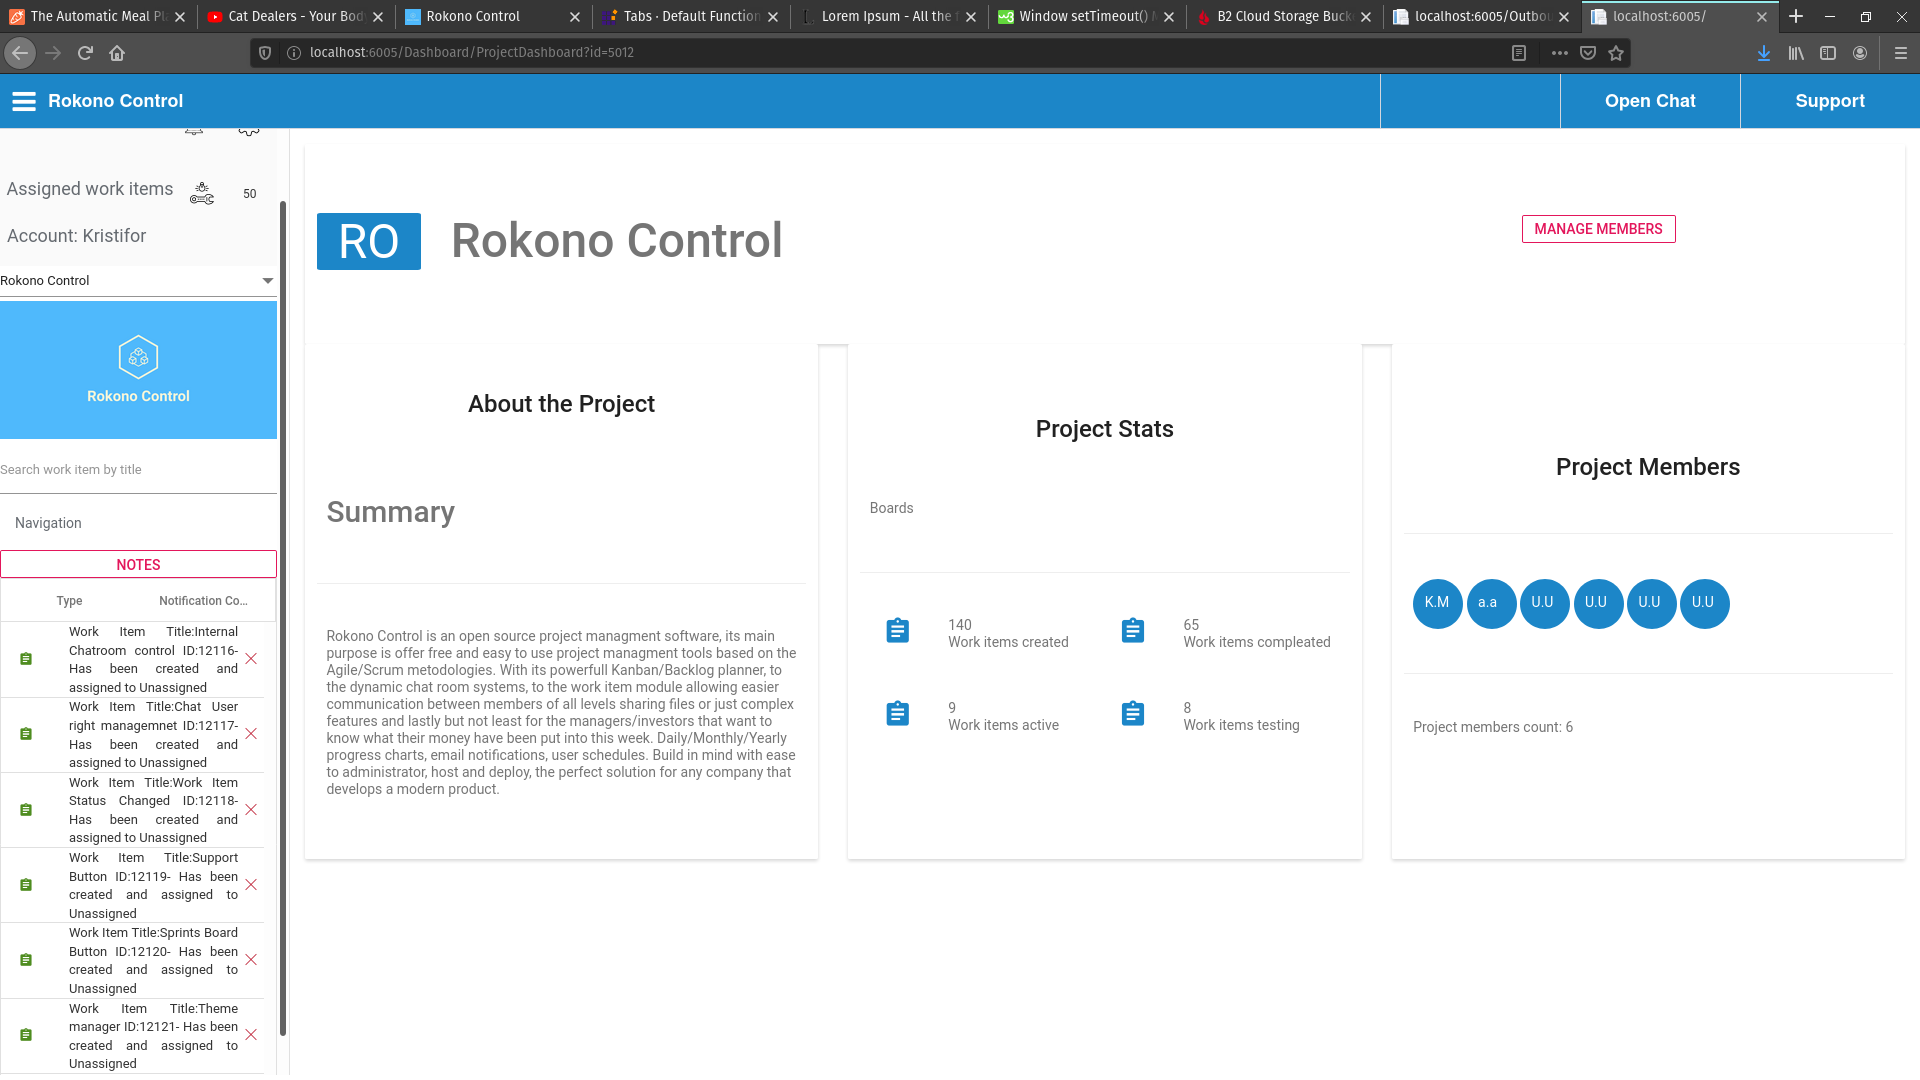 The Automatic Meal Pl
Cat Dealers - Your Body
Rokono Control
Tabs · Default Function
Lorem Ipsum - All the f
Window setTimeout() M
B2 Cloud Storage Buck
localhost:6005/Outbou
localhost:6005/
localhost:6005/Dashboard/ProjectDashboard?id=5012
Rokono Control
Open Chat
Support
Assigned work items
50
Account: Kristifor
Rokono Control
Rokono Control
Search work item by title
Navigation
NOTES
Type
Notification Co...
Work Item Title:Internal
Chatroom control ID:12116-
Has been created and
assigned to Unassigned
Work Item Title:Chat User
right managemnet ID:12117-
Has been created and
assigned to Unassigned
Work Item Title:Work Item
Status Changed ID:12118-
Has been created and
assigned to Unassigned
Work Item Title:Support
Button ID:12119- Has been
created and assigned to
Unassigned
Work Item Title:Sprints Board
Button ID:12120- Has been
created and assigned to
Unassigned
Work Item Title:Theme
manager ID:12121- Has been
created and assigned to
Unassigned
RO
Rokono Control
MANAGE MEMBERS
About the Project
Summary
Rokono Control is an open source project managment software, its main
purpose is offer free and easy to use project managment tools based on the
Agile/Scrum metodologies. With its powerfull Kanban/Backlog planner, to
the dynamic chat room systems, to the work item module allowing easier
communication between members of all levels sharing files or just complex
features and lastly but not least for the managers/investors that want to
know what their money have been put into this week. Daily/Monthly/Yearly
progress charts, email notifications, user schedules. Build in mind with ease
to administrator, host and deploy, the perfect solution for any company that
develops a modern product.
Project Stats
Boards
140
Work items created
65
Work items compleated
9
Work items active
8
Work items testing
Project Members
K.M
a.a
U.U
U.U
U.U
U.U
Project members count: 6